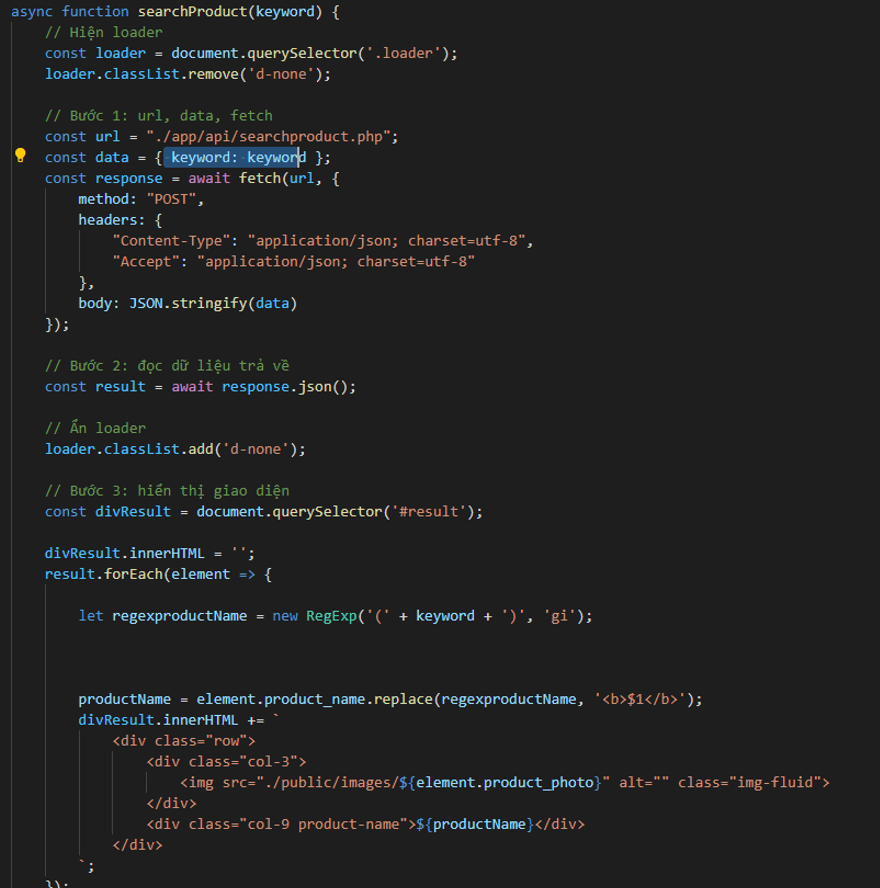 async function searchProduct(keyword) {
    // Hiện loader
    const loader = document.querySelector('.loader');
    loader.classList.remove('d-none');

    // Bước 1: url, data, fetch
    const url = "./app/api/searchproduct.php";
    const data = { keyword: keyword };
    const response = await fetch(url, {
        method: "POST",
        headers: {
            "Content-Type": "application/json; charset=utf-8",
            "Accept": "application/json; charset=utf-8"
        },
        body: JSON.stringify(data)
    });

    // Bước 2: đọc dữ liệu trả về
    const result = await response.json();

    // Ẩn loader
    loader.classList.add('d-none');

    // Bước 3: hiển thị giao diện
    const divResult = document.querySelector('#result');

    divResult.innerHTML = '';
    result.forEach(element => {

        let regexproductName = new RegExp('(' + keyword + ')', 'gi');

        productName = element.product_name.replace(regexproductName, '<b>$1</b>');
        divResult.innerHTML += `
            <div class="row">
                <div class="col-3">
                    <img src="./public/images/${element.product_photo}" alt="" class="img-fluid">
                </div>
                <div class="col-9 product-name">${productName}</div>
            </div>
        `;
    });